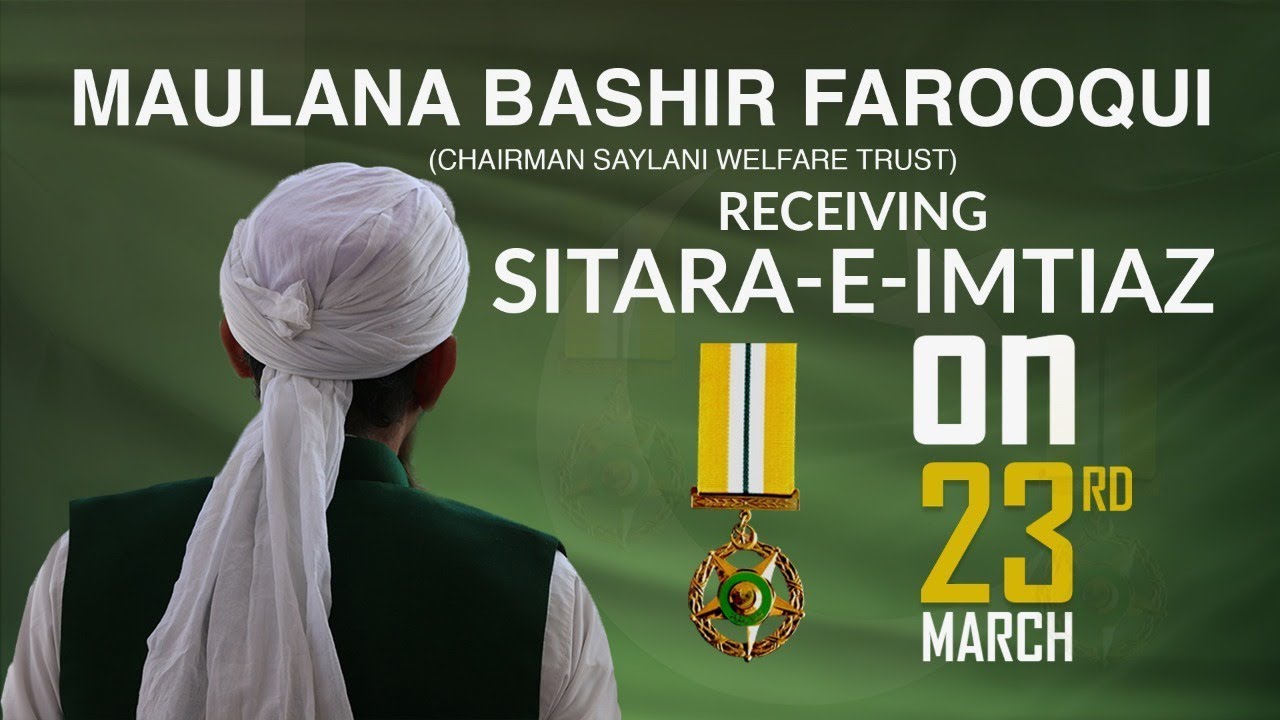 MAULANA BASHIR FAROOQUI
(CHAIRMAN SAYLANI WELFARE TRUST)
RECEIVING
SITARA-E-IMTIAZ
on
23RD
MARCH